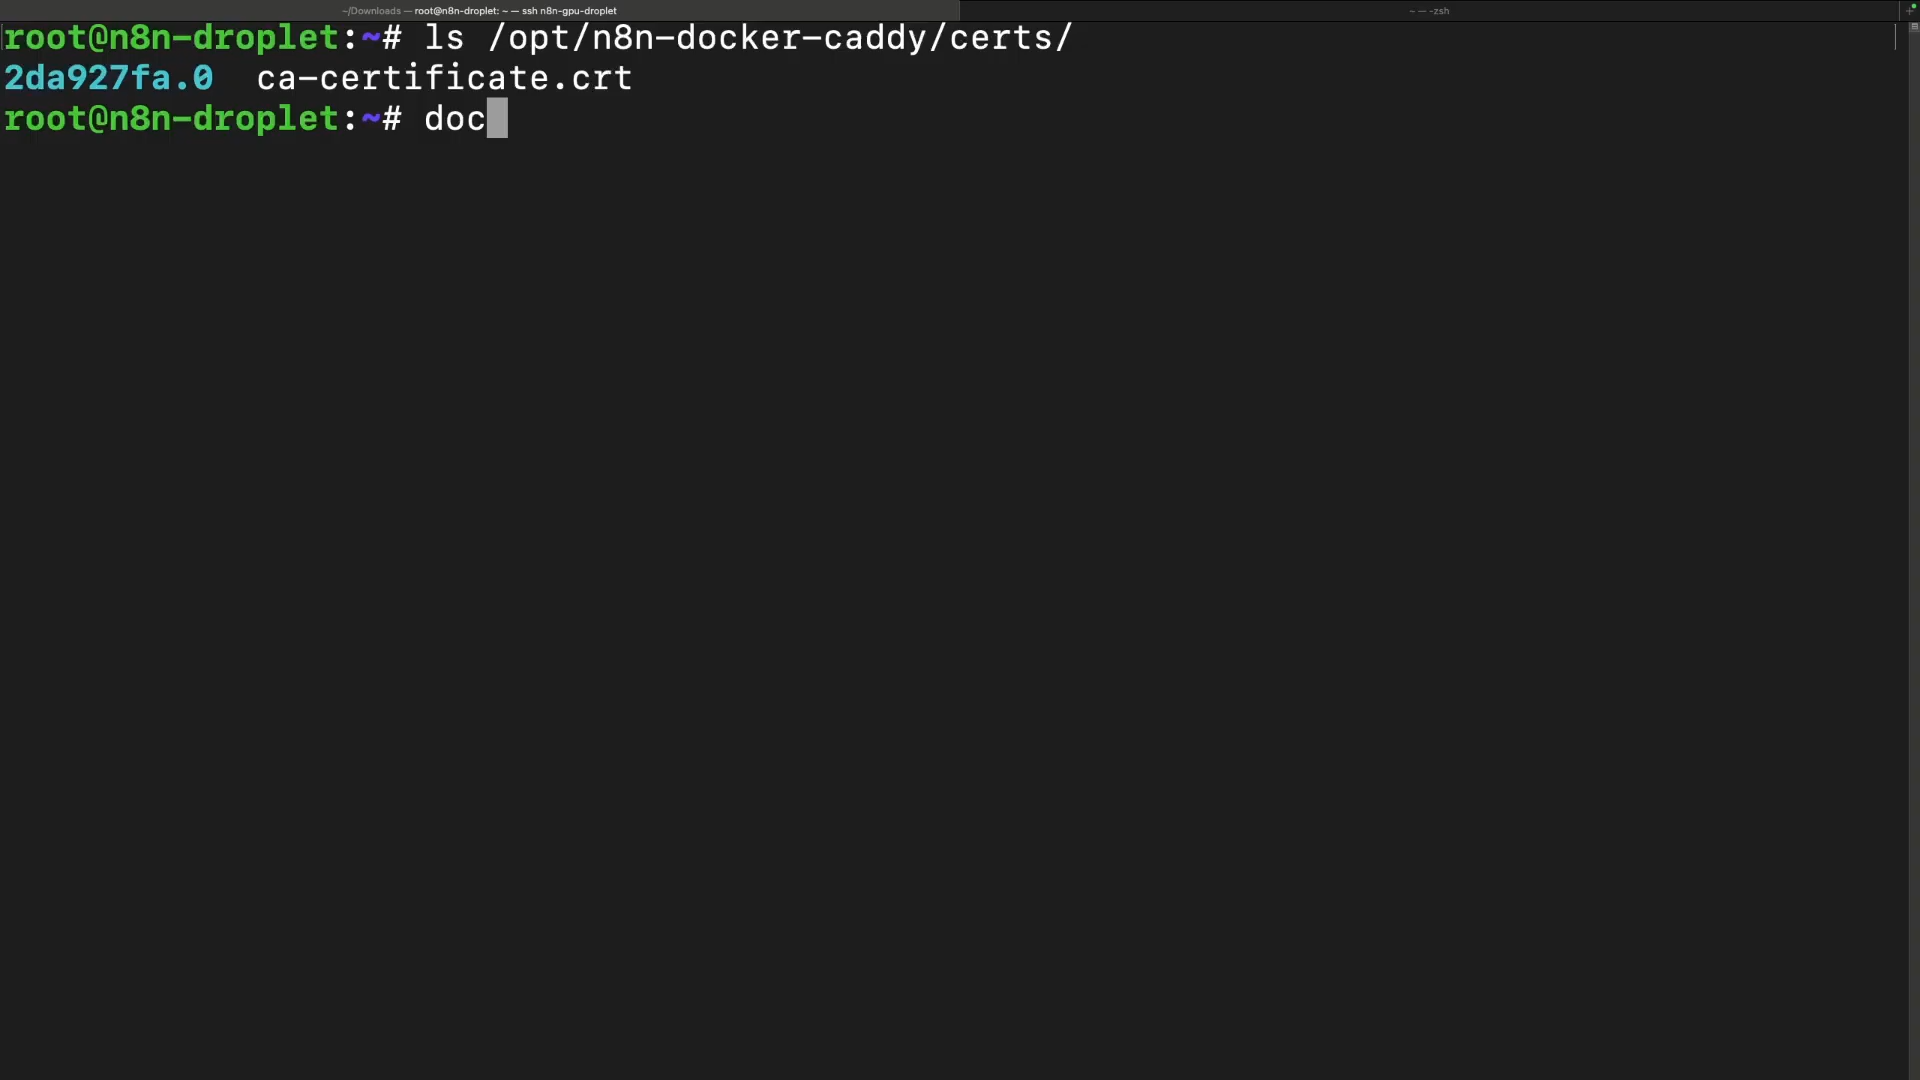 ~/Downloads — root@n8n-droplet: ~ — ssh n8n-gpu-droplet
~ — -zsh
root@n8n-droplet:~# ls /opt/n8n-docker-caddy/certs/
2da927fa.0  ca-certificate.crt
root@n8n-droplet:~# doc